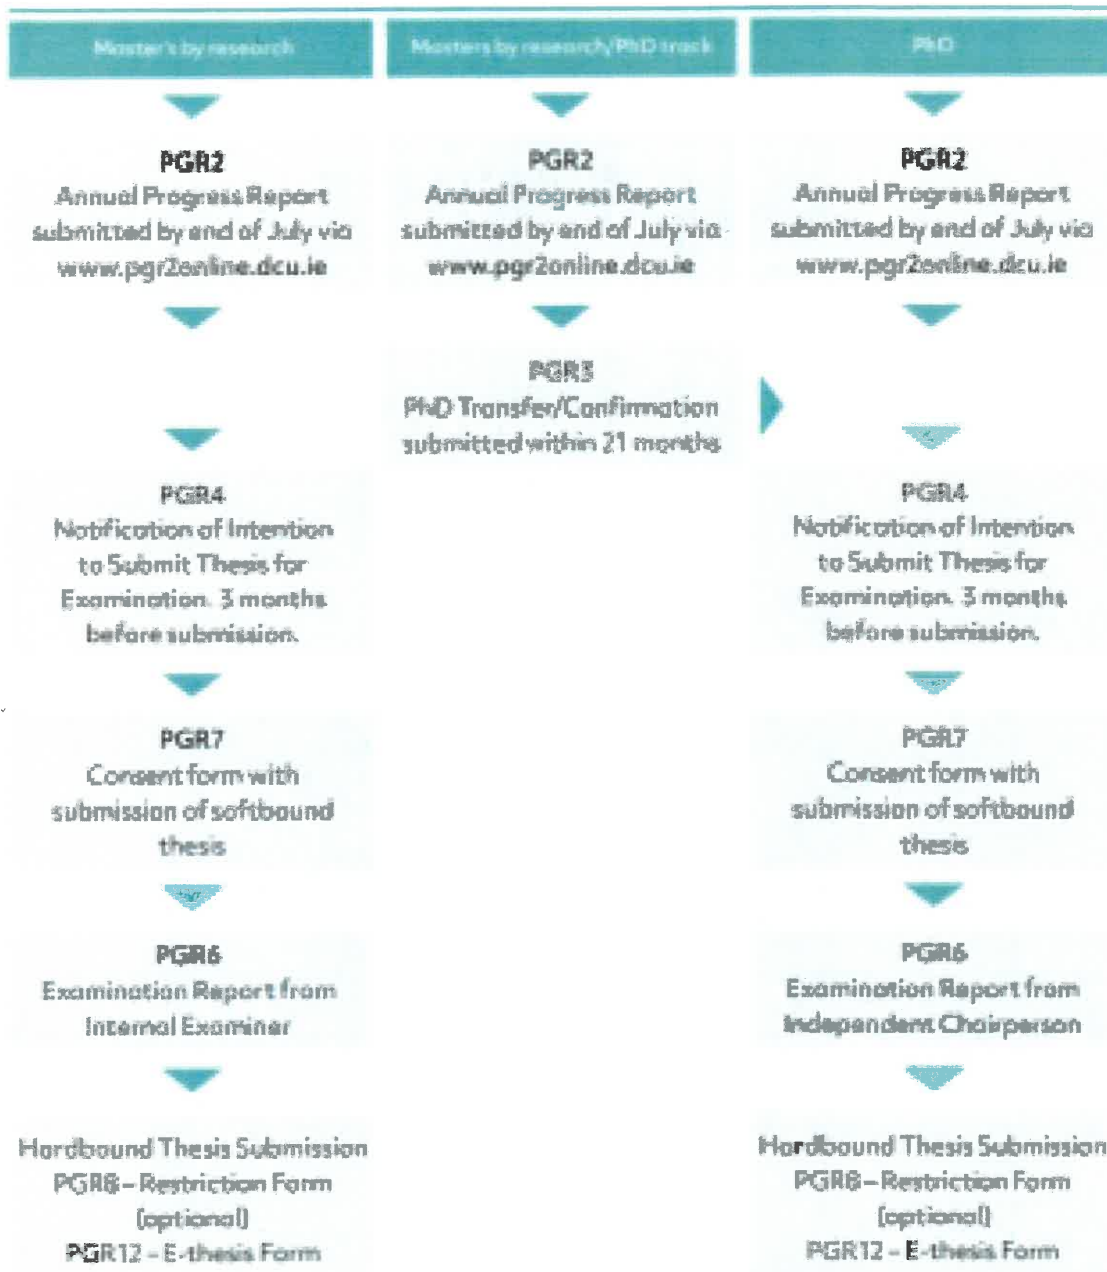 Master's by research
PGR2
Annual Progress Report
submitted by end of July via
www.pgr2online.dcu.ie
PGR4
Notification of Intention
to Submit Thesis for
Examination. 3 months
before submission.
PGR7
Consent form with
submission of softbound
thesis
PGR6
Examination Report from
Internal Examiner
Hardbound Thesis Submission
PGR8 – Restriction Form
(optional)
PGR12 – E-thesis Form
Masters by research/PhD track
PGR2
Annual Progress Report
submitted by end of July via
www.pgr2online.dcu.ie
PGR3
PhD Transfer/Confirmation
submitted within 21 months
PhD
PGR2
Annual Progress Report
submitted by end of July via
www.pgr2online.dcu.ie
PGR4
Notification of Intention
to Submit Thesis for
Examination. 3 months
before submission.
PGR7
Consent form with
submission of softbound
thesis
PGR6
Examination Report from
Independent Chairperson
Hardbound Thesis Submission
PGR8 – Restriction Form
(optional)
PGR12 – E-thesis Form